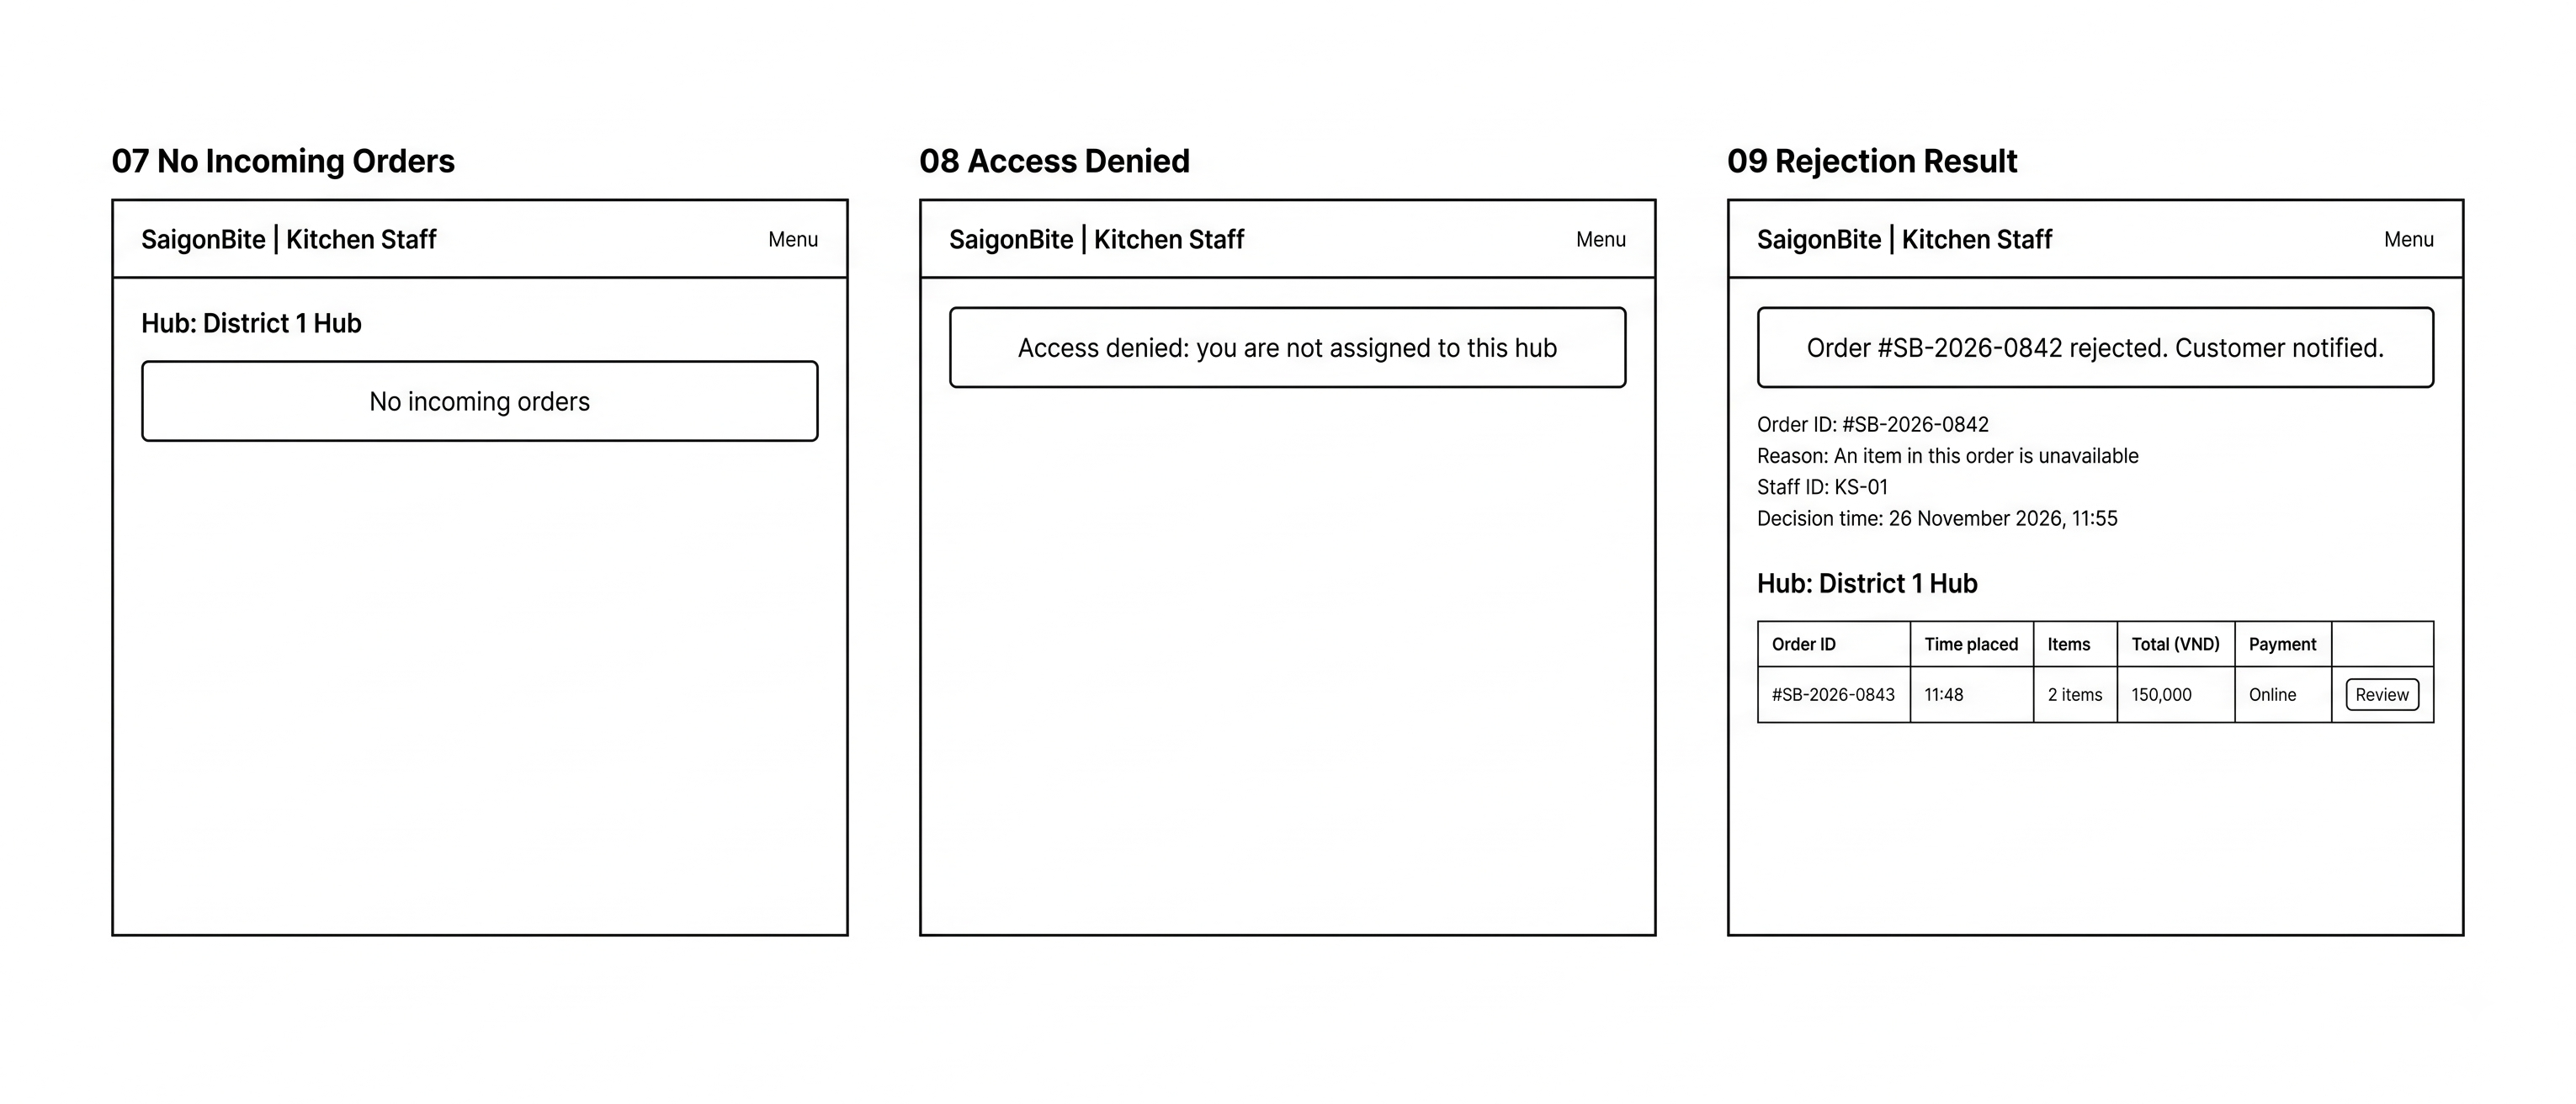 07 No Incoming Orders
SaigonBite | Kitchen Staff
Menu
Hub: District 1 Hub
No incoming orders
08 Access Denied
SaigonBite | Kitchen Staff
Menu
Access denied: you are not assigned to this hub
09 Rejection Result
SaigonBite | Kitchen Staff
Menu
Order #SB-2026-0842 rejected. Customer notified.
Order ID: #SB-2026-0842
Reason: An item in this order is unavailable
Staff ID: KS-01
Decision time: 26 November 2026, 11:55
Hub: District 1 Hub
Order ID Time placed Items Total (VND) Payment
#SB-2026-0843 11:48 2 items 150,000 Online Review